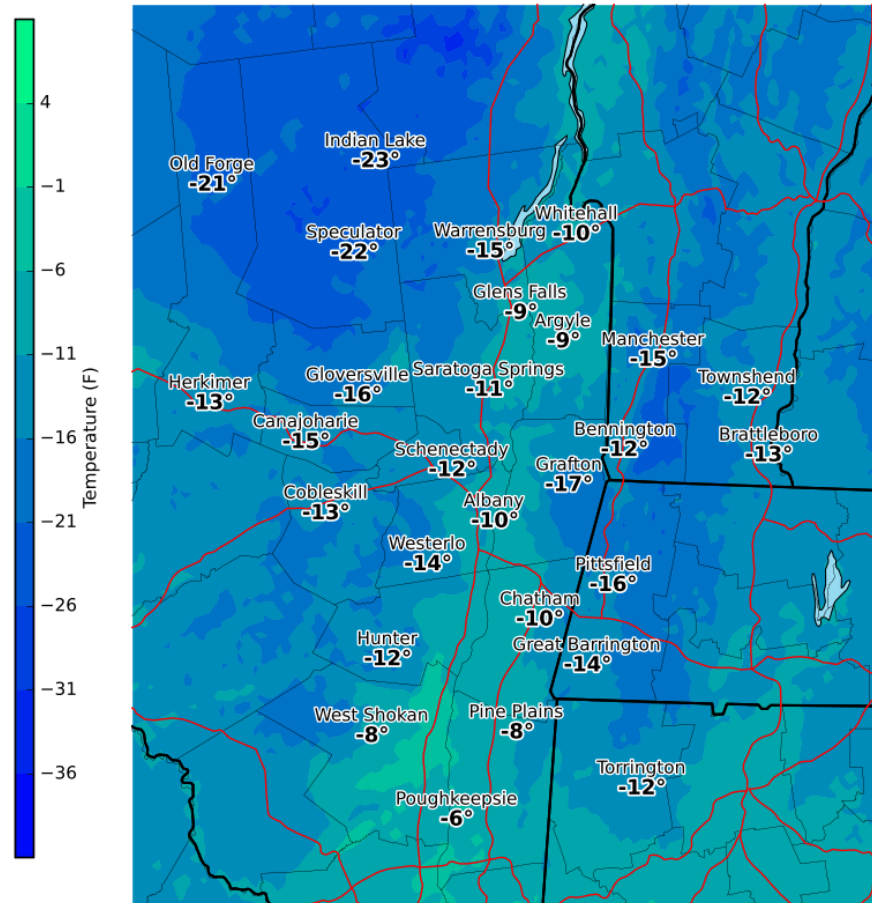 4
−1
−6
−11
−16
−21
−26
−31
−36
Temperature (F)
Indian Lake
-23°
Old Forge
-21°
Whitehall
-10°
Speculator
-22°
Warrensburg
-15°
Glens Falls
-9°
Argyle
-9°
Manchester
-15°
Saratoga Springs
-11°
Gloversville
-16°
Herkimer
-13°
Townshend
-12°
Canajoharie
-15°
Bennington
-12°
Brattleboro
-13°
Schenectady
-12°
Grafton
-17°
Cobleskill
-13°
Albany
-10°
Westerlo
-14°
Pittsfield
-16°
Chatham
-10°
Hunter
-12°
Great Barrington
-14°
West Shokan
-8°
Pine Plains
-8°
Torrington
-12°
Poughkeepsie
-6°